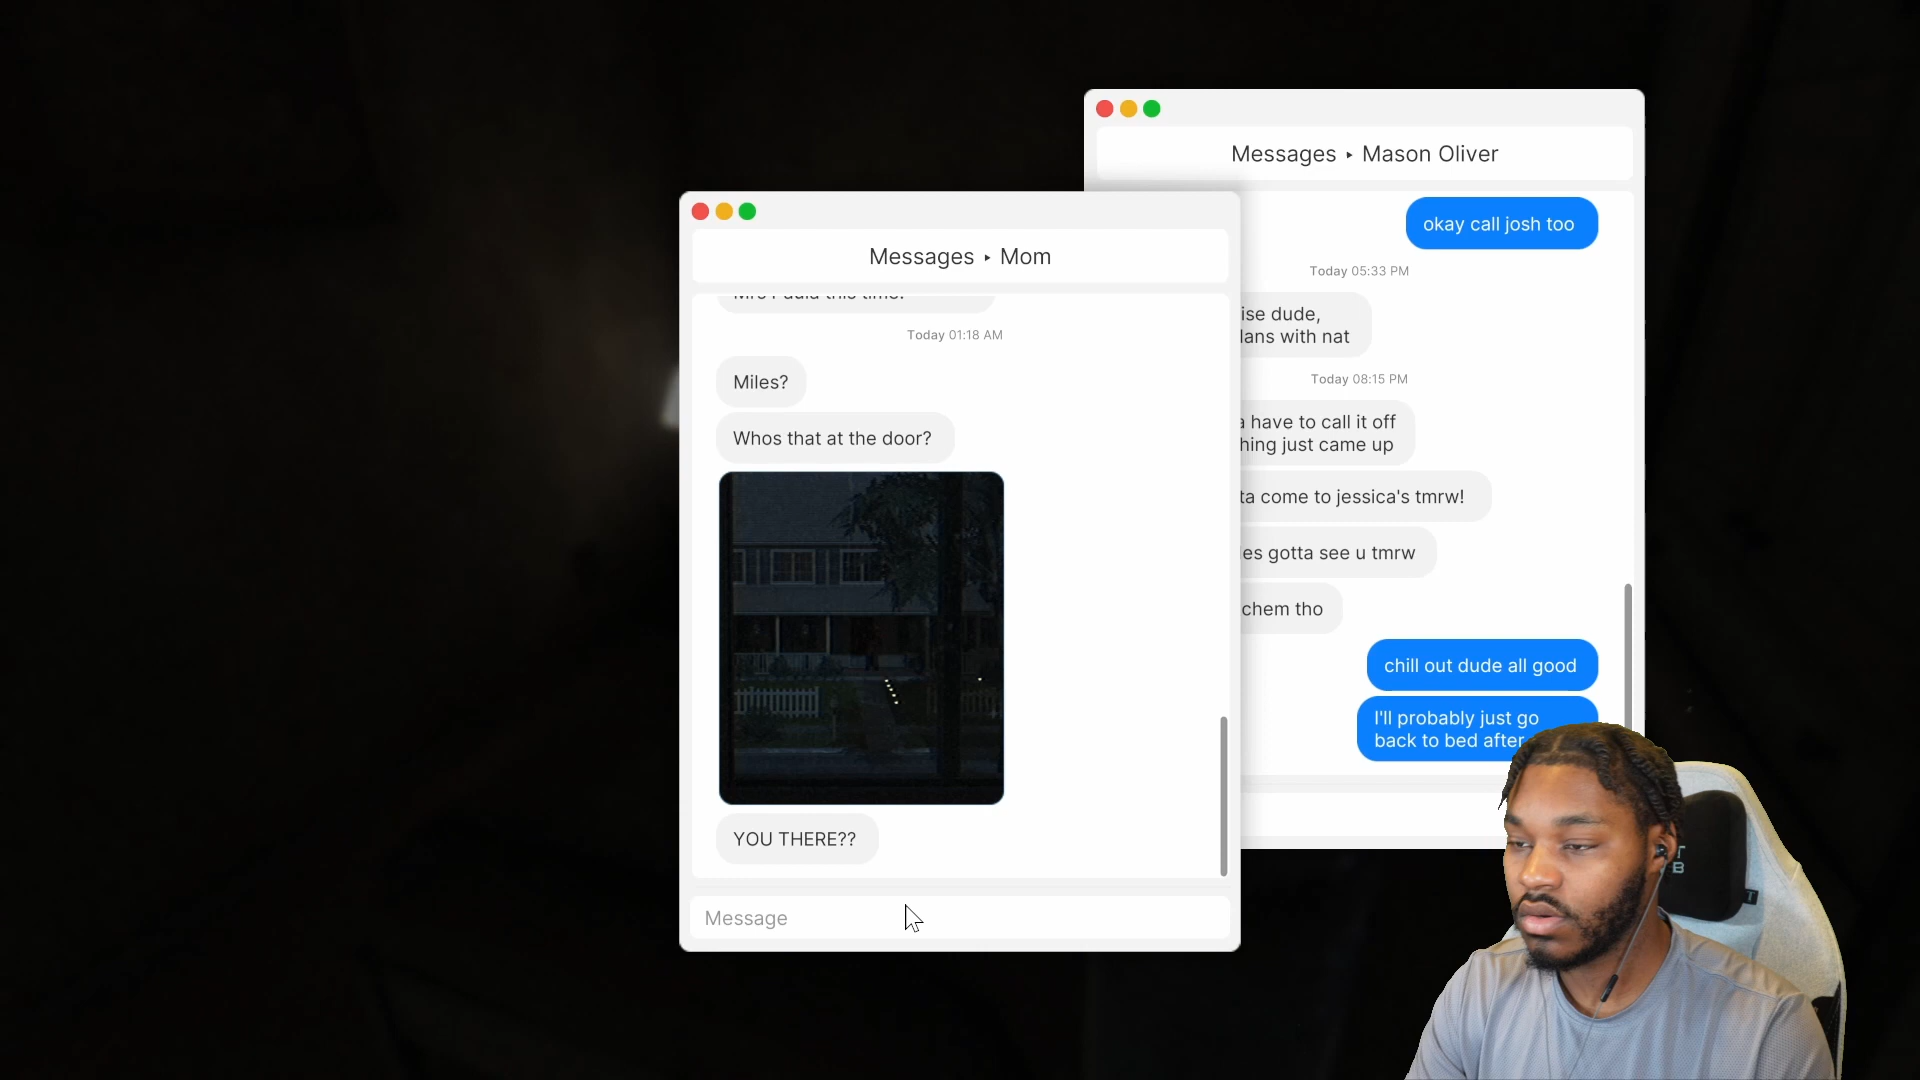 Messages ▸ Mason Oliver
okay call josh too
Today 05:33 PM
ise dude,
lans with nat
Today 08:15 PM
a have to call it off
hing just came up
ta come to jessica's tmrw!
es gotta see u tmrw
chem tho
chill out dude all good
I'll probably just go
back to bed after
Messages ▸ Mom
Today 01:18 AM
Miles?
Whos that at the door?
YOU THERE??
Message